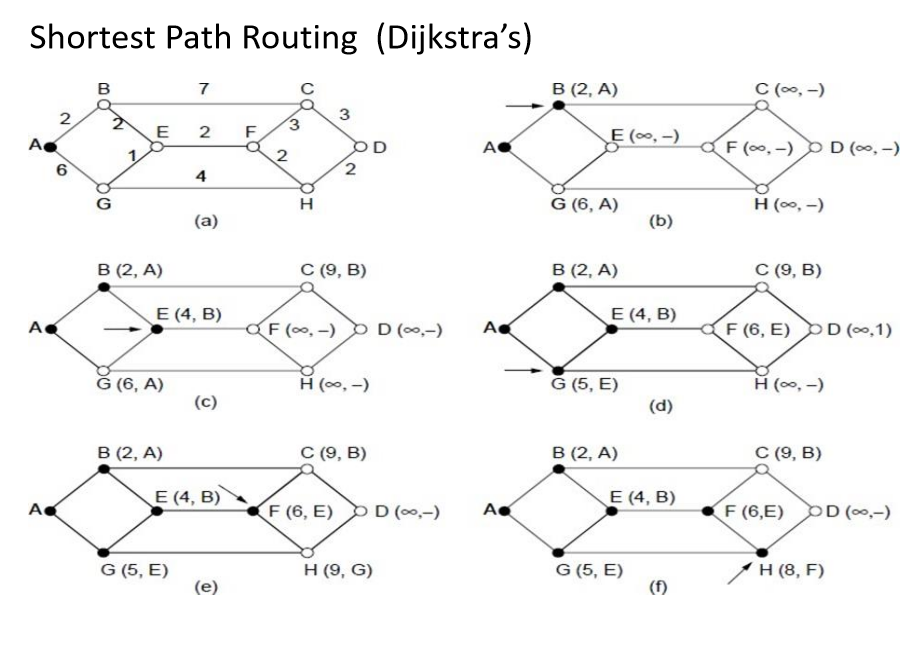 Shortest Path Routing  (Dijkstra’s)
B 7 C
2 2 E 2 F 3 3
A D
6 1 2 2
4
G H
(a)
B (2, A) C (∞, –)
E (∞, –)
A F (∞, –) D (∞, –)
G (6, A) H (∞, –)
(b)
B (2, A) C (9, B)
E (4, B)
A F (∞, –) D (∞,–)
G (6, A) H (∞, –)
(c)
B (2, A) C (9, B)
E (4, B)
A F (6, E) D (∞,1)
G (5, E) H (∞, –)
(d)
B (2, A) C (9, B)
E (4, B)
A F (6, E) D (∞,–)
G (5, E) H (9, G)
(e)
B (2, A) C (9, B)
E (4, B)
A F (6,E) D (∞,–)
G (5, E) H (8, F)
(f)